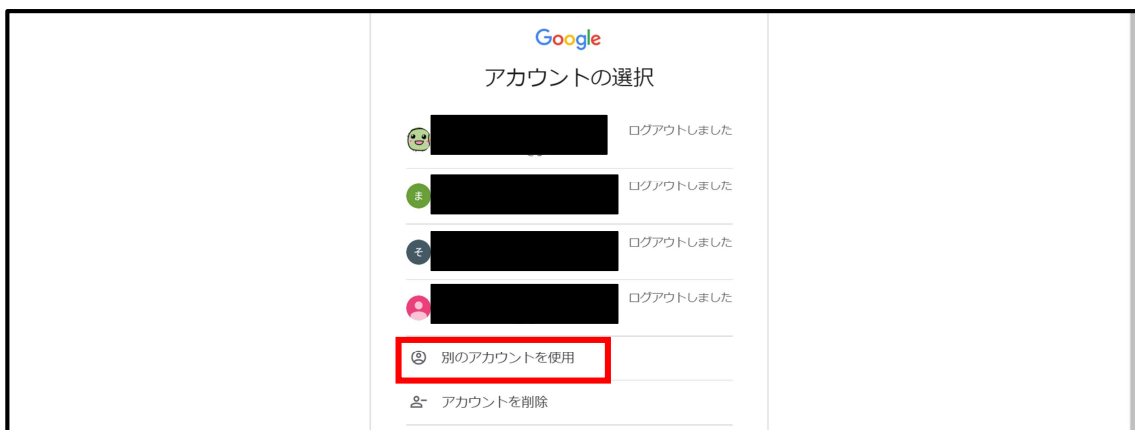 Google
アカウントの選択
ログアウトしました
ま
ログアウトしました
そ
ログアウトしました
ログアウトしました
別のアカウントを使用
アカウントを削除